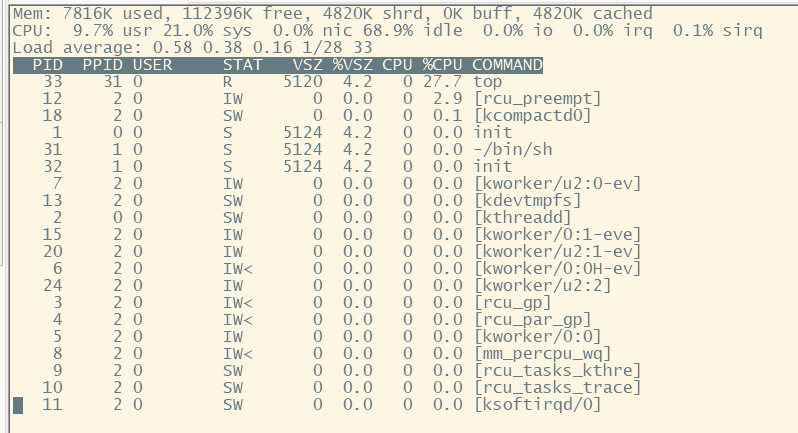 Mem: 7816K used, 112396K free, 4820K shrd, 0K buff, 4820K cached
CPU:  9.7% usr 21.0% sys  0.0% nic 68.9% idle  0.0% io  0.0% irq  0.1% sirq
Load average: 0.58 0.38 0.16 1/28 33
  PID  PPID USER     STAT   VSZ %VSZ CPU %CPU COMMAND
   33    31 0        R     5120  4.2   0 27.7 top
   12     2 0        IW       0  0.0   0  2.9 [rcu_preempt]
   18     2 0        SW       0  0.0   0  0.1 [kcompactd0]
    1     0 0        S     5124  4.2   0  0.0 init
   31     1 0        S     5124  4.2   0  0.0 -/bin/sh
   32     1 0        S     5124  4.2   0  0.0 init
    7     2 0        IW       0  0.0   0  0.0 [kworker/u2:0-ev]
   13     2 0        SW       0  0.0   0  0.0 [kdevtmpfs]
    2     0 0        SW       0  0.0   0  0.0 [kthreadd]
   15     2 0        IW       0  0.0   0  0.0 [kworker/0:1-eve]
   20     2 0        IW       0  0.0   0  0.0 [kworker/u2:1-ev]
    6     2 0        IW<      0  0.0   0  0.0 [kworker/0:0H-ev]
   24     2 0        IW       0  0.0   0  0.0 [kworker/u2:2]
    3     2 0        IW<      0  0.0   0  0.0 [rcu_gp]
    4     2 0        IW<      0  0.0   0  0.0 [rcu_par_gp]
    5     2 0        IW       0  0.0   0  0.0 [kworker/0:0]
    8     2 0        IW<      0  0.0   0  0.0 [mm_percpu_wq]
    9     2 0        SW       0  0.0   0  0.0 [rcu_tasks_kthre]
   10     2 0        SW       0  0.0   0  0.0 [rcu_tasks_trace]
   11     2 0        SW       0  0.0   0  0.0 [ksoftirqd/0]